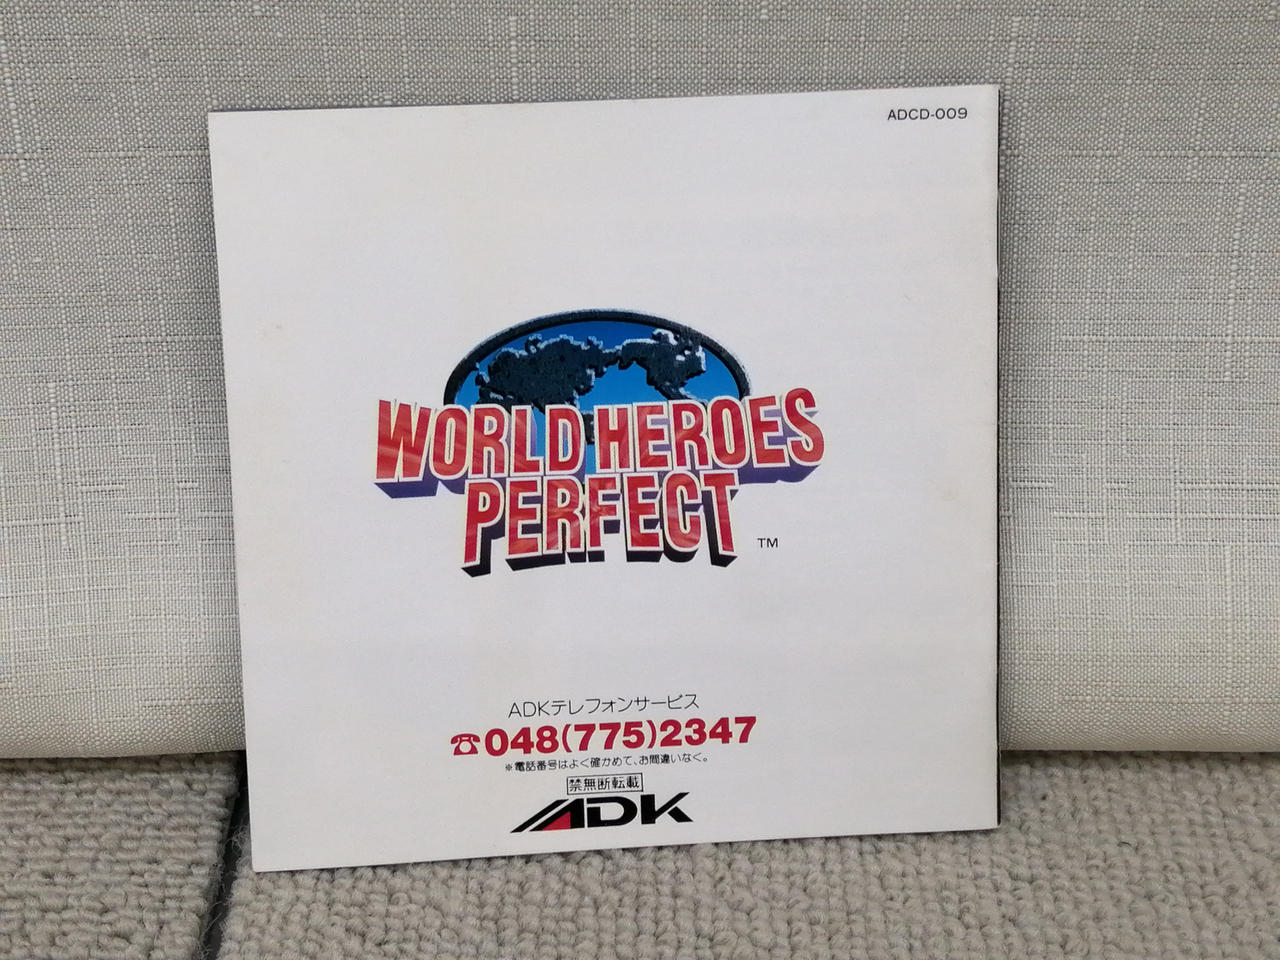 ADCD-009
WORLD HEROES
PERFECT
TM
ADKテレフォンサービス
☎048(775)2347
※電話番号はよく確かめて、お間違いなく。
禁無断転載
ADK